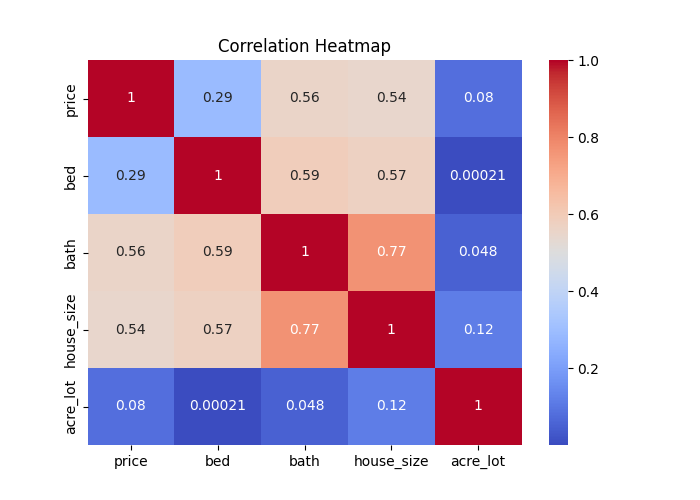 Correlation Heatmap
price 1 0.29 0.56 0.54 0.08
bed 0.29 1 0.59 0.57 0.00021
bath 0.56 0.59 1 0.77 0.048
house_size 0.54 0.57 0.77 1 0.12
acre_lot 0.08 0.00021 0.048 0.12 1
price bed bath house_size acre_lot
1.0
0.8
0.6
0.4
0.2